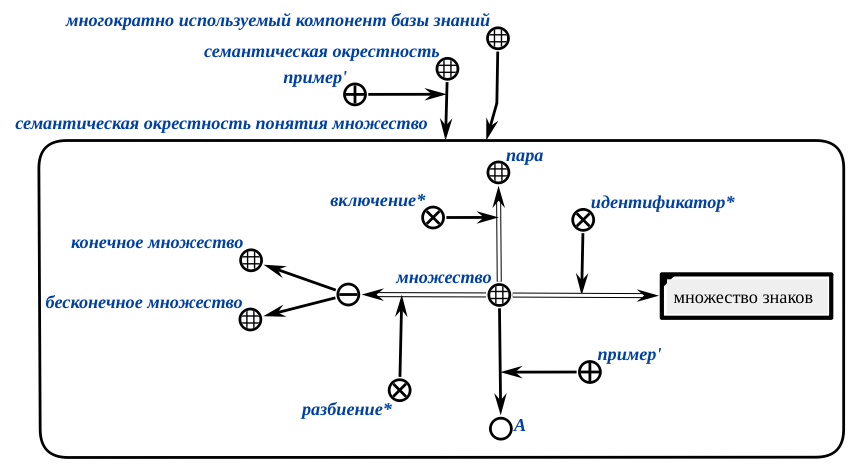 многократно используемый компонент базы знаний
семантическая окрестность
пример'
семантическая окрестность понятия множество
пара
включение*
идентификатор*
конечное множество
множество
бесконечное множество
множество знаков
пример'
разбиение*
А